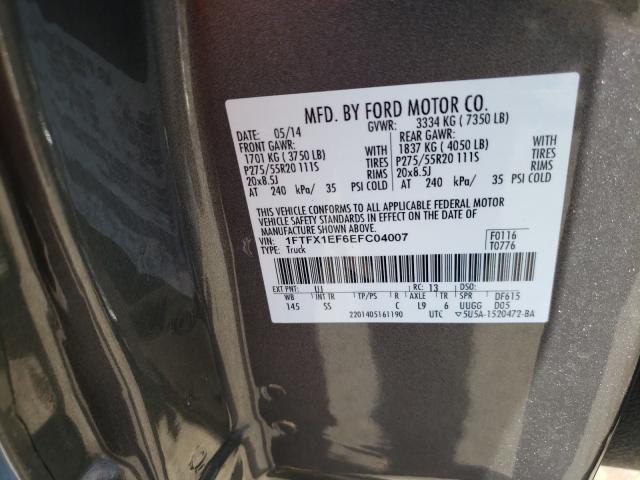 MFD. BY FORD MOTOR CO.
DATE: 05/14 GVWR: 3334 KG ( 7350 LB)
FRONT GAWR: REAR GAWR:
1701 KG ( 3750 LB) WITH 1837 KG ( 4050 LB) WITH
P275/55R20 111S TIRES P275/55R20 111S TIRES
20x8.5J RIMS 20x8.5J RIMS
AT 240 kPa/ 35 PSI COLD AT 240 kPa/ 35 PSI COLD
THIS VEHICLE CONFORMS TO ALL APPLICABLE FEDERAL MOTOR
VEHICLE SAFETY STANDARDS IN EFFECT ON THE DATE OF
MANUFACTURE SHOWN ABOVE.
VIN: 1FTFX1EF6EFC04007 F0116
TYPE: Truck T0776
EXT PNT: UJ RC: 13 DSO:
WB INT TR TP/PS R AXLE TR SPR DF615
145 SS C L9 6 UUGG D05
2201405161190 UTC ▽5U5A-1520472-BA